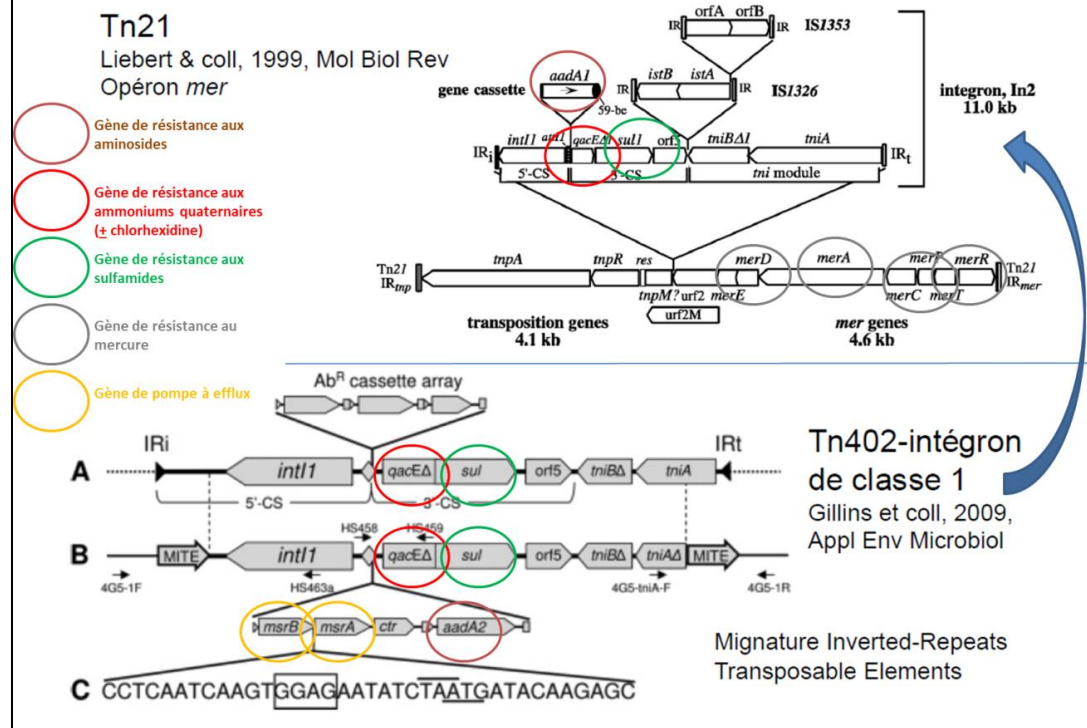 Tn21
Liebert & coll, 1999, Mol Biol Rev
Opéron mer
Gène de résistance aux
aminosides
Gène de résistance aux
ammoniums quaternaires
(+ chlorhexidine)
Gène de résistance aux
sulfamides
Gène de résistance au
mercure
Gène de pompe à efflux
orfA orfB
IR IR IS1353
aadA1 istB istA
gene cassette IR IR IS1326
59-be
integron, In2
11.0 kb
intI1 attI1 qacEΔ1 sul1 orf5 tniBΔ1 tniA
IRi IRt
5'-CS 3'-CS tni module
tnpA tnpR res merD merA merP merR
Tn21 Tn21
IRtnp IRmer
tnpM? urf2 merE merC merT
urf2M
transposition genes mer genes
4.1 kb 4.6 kb
AbR cassette array
IRi IRt
A intI1 qacEΔ sul orf5 tniBΔ tniA
5'-CS 3'-CS
HS458 HS459
B MITE intI1 qacEΔ sul orf5 tniBΔ tniAΔ MITE
4G5-1F HS463a 4G5-tniA-F 4G5-1R
msrB msrA ctr aadA2
C CCTCAATCAAGTGGAGAATATCTAATGATACAAGAGC
Tn402-intégron
de classe 1
Gillins et coll, 2009,
Appl Env Microbiol
Mignature Inverted-Repeats
Transposable Elements